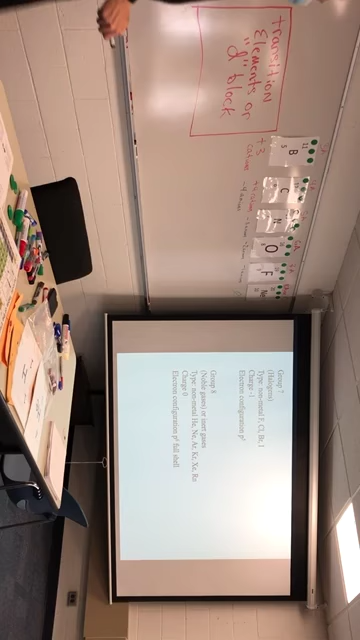 Transition
Elements or
"d" block
+3
B
C
N
O
F
Ne
Group 7
(Halogens)
Type: non-metal F, Cl, Br, I
Charge -1
Electron configuration p⁵
Group 8
(Noble gases) or inert gases
Type: non-metal He, Ne, Ar, Kr, Xe, Rn
Charge 0
Electron configuration p⁶ full shell